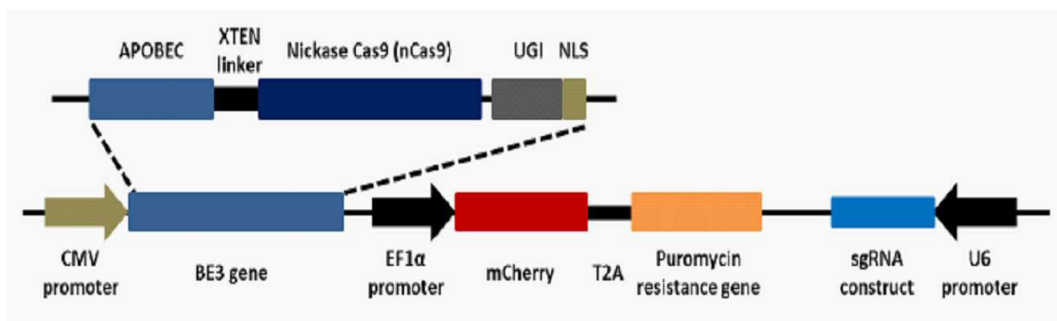 APOBEC
XTEN
linker
Nickase Cas9 (nCas9)
UGI
NLS
CMV
promoter
BE3 gene
EF1α
promoter
mCherry
T2A
Puromycin
resistance gene
sgRNA
construct
U6
promoter